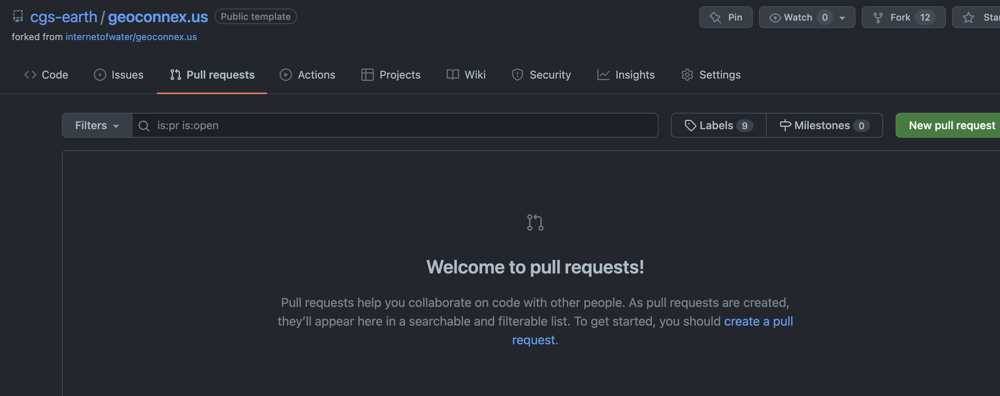 cgs-earth / geoconnex.us Public template Pin Watch 0 Fork 12
forked from internetofwater/geoconnex.us
Code Issues Pull requests Actions Projects Wiki Security Insights Settings
Filters is:pr is:open Labels 9 Milestones 0 New pull request
Welcome to pull requests!
Pull requests help you collaborate on code with other people. As pull requests are created,
they’ll appear here in a searchable and filterable list. To get started, you should create a pull
request.